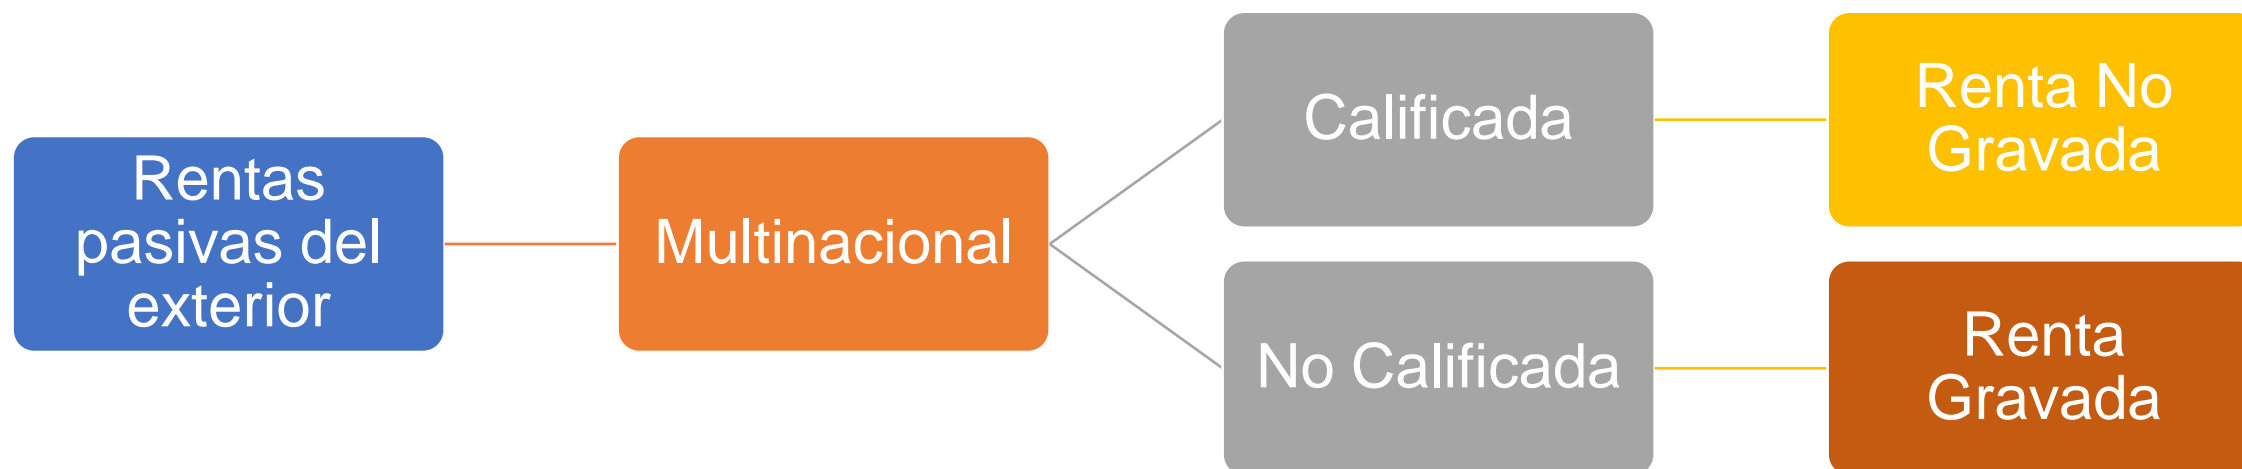 Rentas
pasivas del
exterior
Multinacional
Calificada
Renta No
Gravada
No Calificada
Renta
Gravada